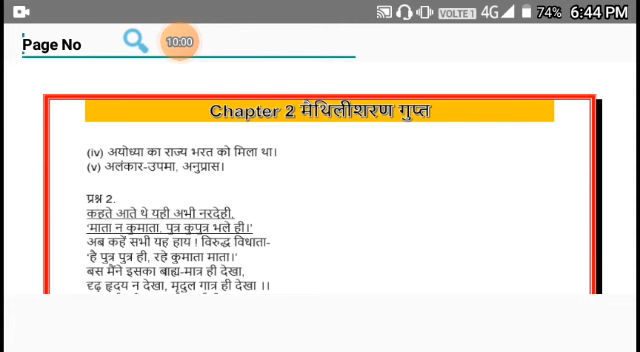 VOLTE 1 4G 74% 6:44 PM
Page No
10:00
Chapter 2 मैथिलीशरण गुप्त
(iv) अयोध्या का राज्य भरत को मिला था।
(v) अलंकार-उपमा, अनुप्रास।
प्रश्न 2.
कहते आते थे यही अभी नरदेही,
‘माता न कुमाता, पुत्र कुपुत्र भले ही।’
अब कहें सभी यह हाय ! विरुद्ध विधाता-
‘है पुत्र पुत्र ही, रहे कुमाता माता।’
बस मैंने इसका बाह्य-मात्र ही देखा,
दृढ़ हृदय न देखा, मृदुल गात्र ही देखा ।।